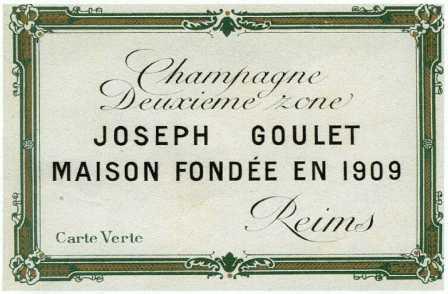 Champagne
Deuxieme zone
JOSEPH GOULET
MAISON FONDÉE EN 1909
Reims
Carte Verte